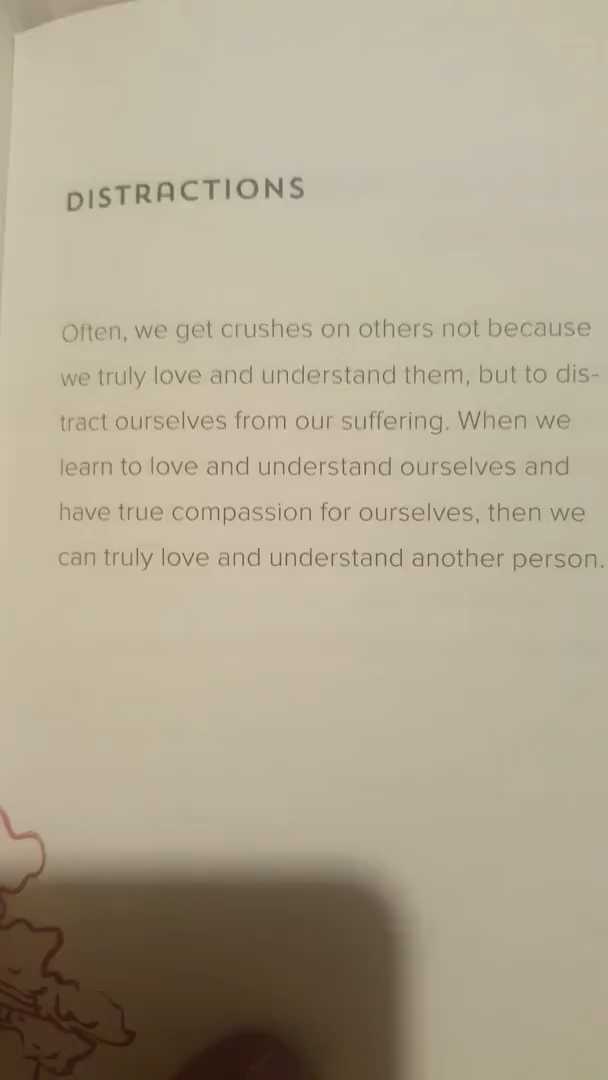 DISTRACTIONS
Often, we get crushes on others not because
we truly love and understand them, but to dis-
tract ourselves from our suffering. When we
learn to love and understand ourselves and
have true compassion for ourselves, then we
can truly love and understand another person.